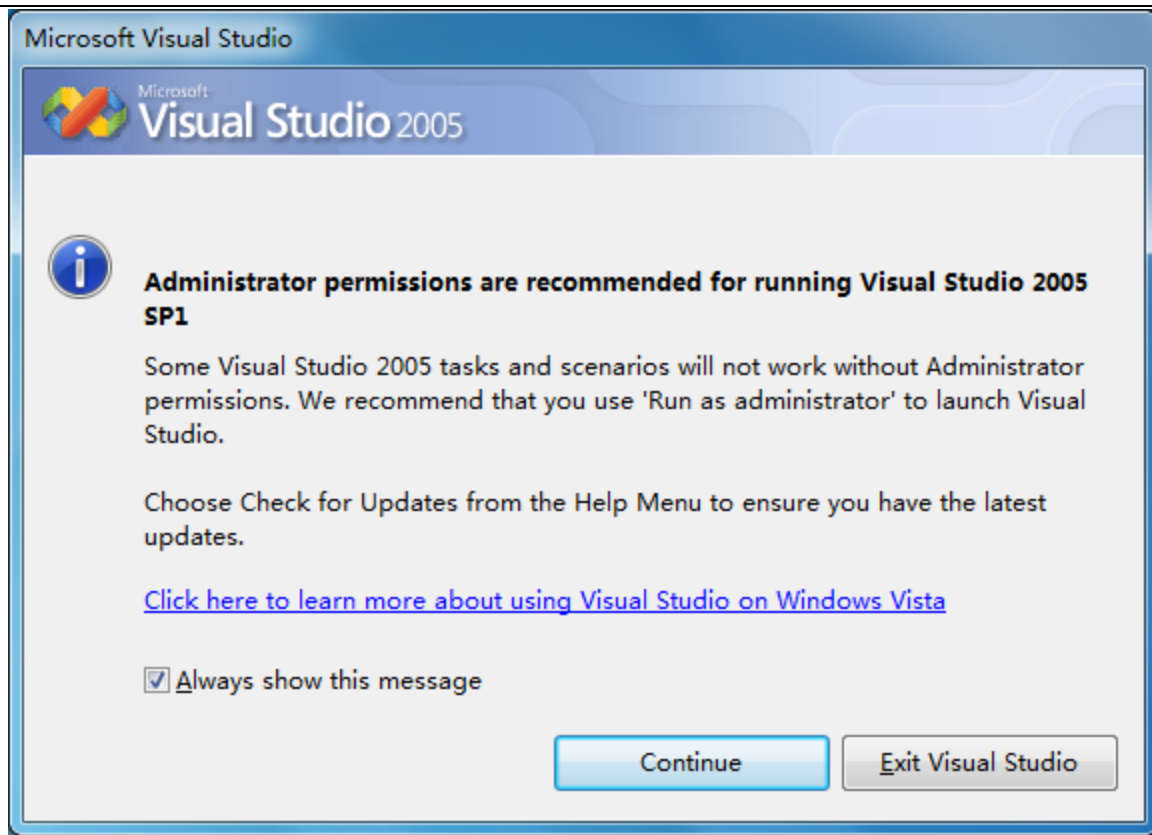 Microsoft Visual Studio
Microsoft
Visual Studio 2005
Administrator permissions are recommended for running Visual Studio 2005
SP1
Some Visual Studio 2005 tasks and scenarios will not work without Administrator
permissions. We recommend that you use 'Run as administrator' to launch Visual
Studio.
Choose Check for Updates from the Help Menu to ensure you have the latest
updates.
Click here to learn more about using Visual Studio on Windows Vista
Always show this message
Continue
Exit Visual Studio